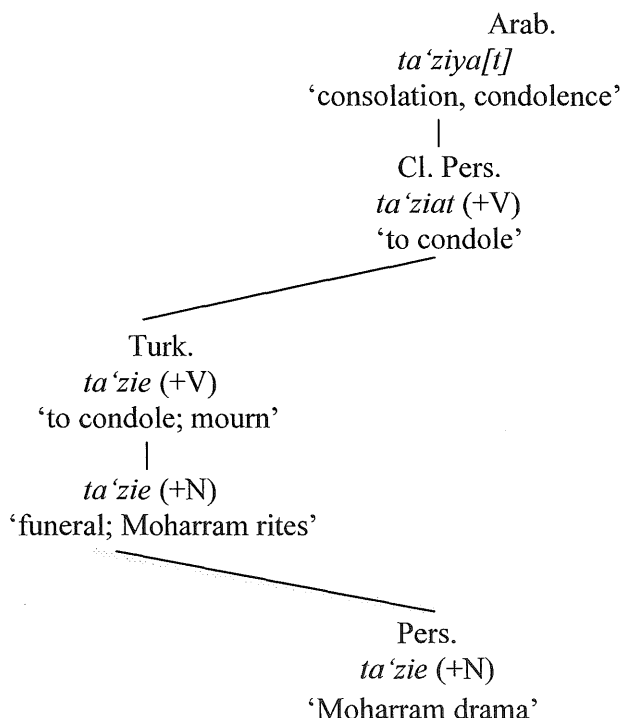 Arab.
ta‘ziya[t]
‘consolation, condolence’
Cl. Pers.
ta‘ziat (+V)
‘to condole’
Turk.
ta‘zie (+V)
‘to condole; mourn’
ta‘zie (+N)
‘funeral; Moharram rites’
Pers.
ta‘zie (+N)
‘Moharram drama’